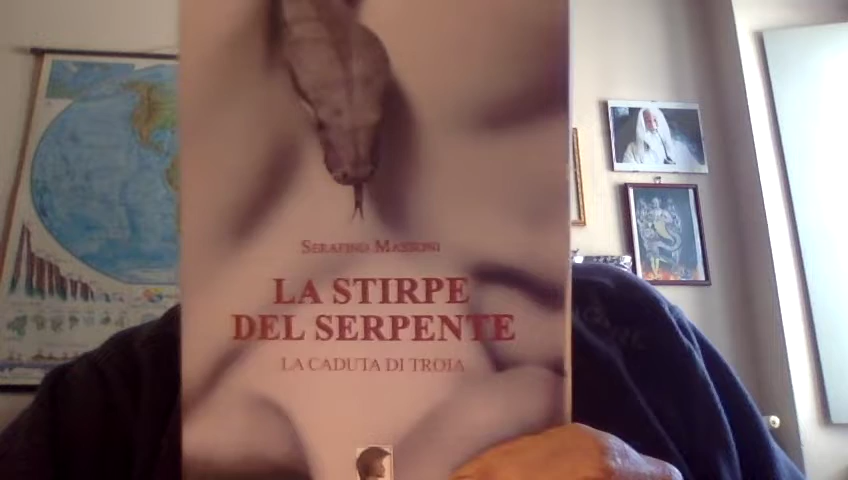 SERAFINO MASSONI
LA STIRPE
DEL SERPENTE
LA CADUTA DI TROIA